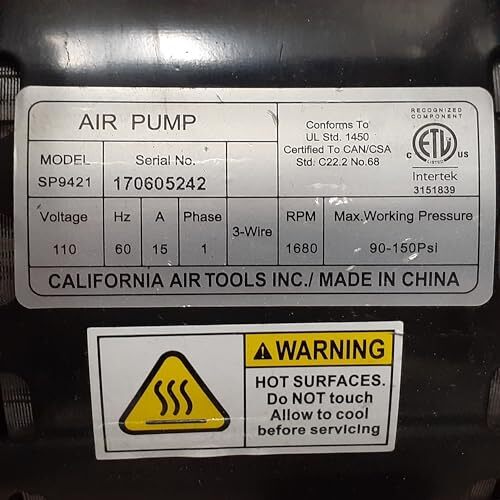 AIR PUMP
MODEL Serial No.
SP9421 170605242
Conforms To
UL Std. 1450
Certified To CAN/CSA
Std. C22.2 No.68
RECOGNIZED
COMPONENT
ETL
C US
LISTED
Intertek
3151839
Voltage Hz A Phase 3-Wire RPM Max.Working Pressure
110 60 15 1 1680 90-150Psi
CALIFORNIA AIR TOOLS INC./ MADE IN CHINA
WARNING
HOT SURFACES.
Do NOT touch
Allow to cool
before servicing